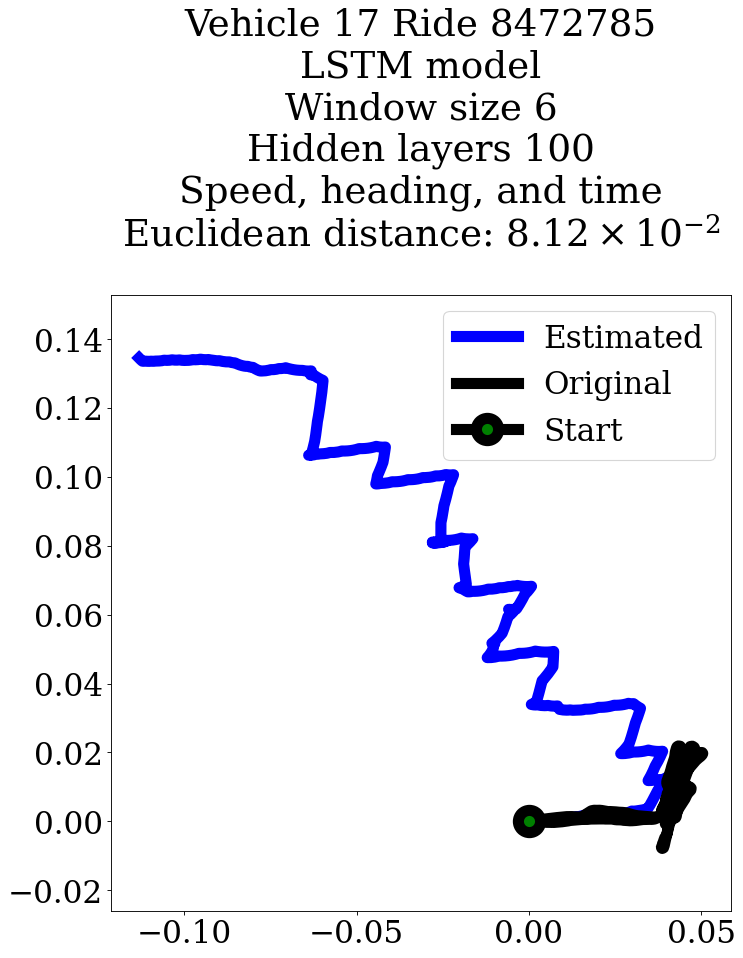 Vehicle 17 Ride 8472785
LSTM model
Window size 6
Hidden layers 100
Speed, heading, and time
Euclidean distance: 8.12 × 10⁻²
Estimated
Original
Start
0.14
0.12
0.10
0.08
0.06
0.04
0.02
0.00
−0.02
−0.10
−0.05
0.00
0.05